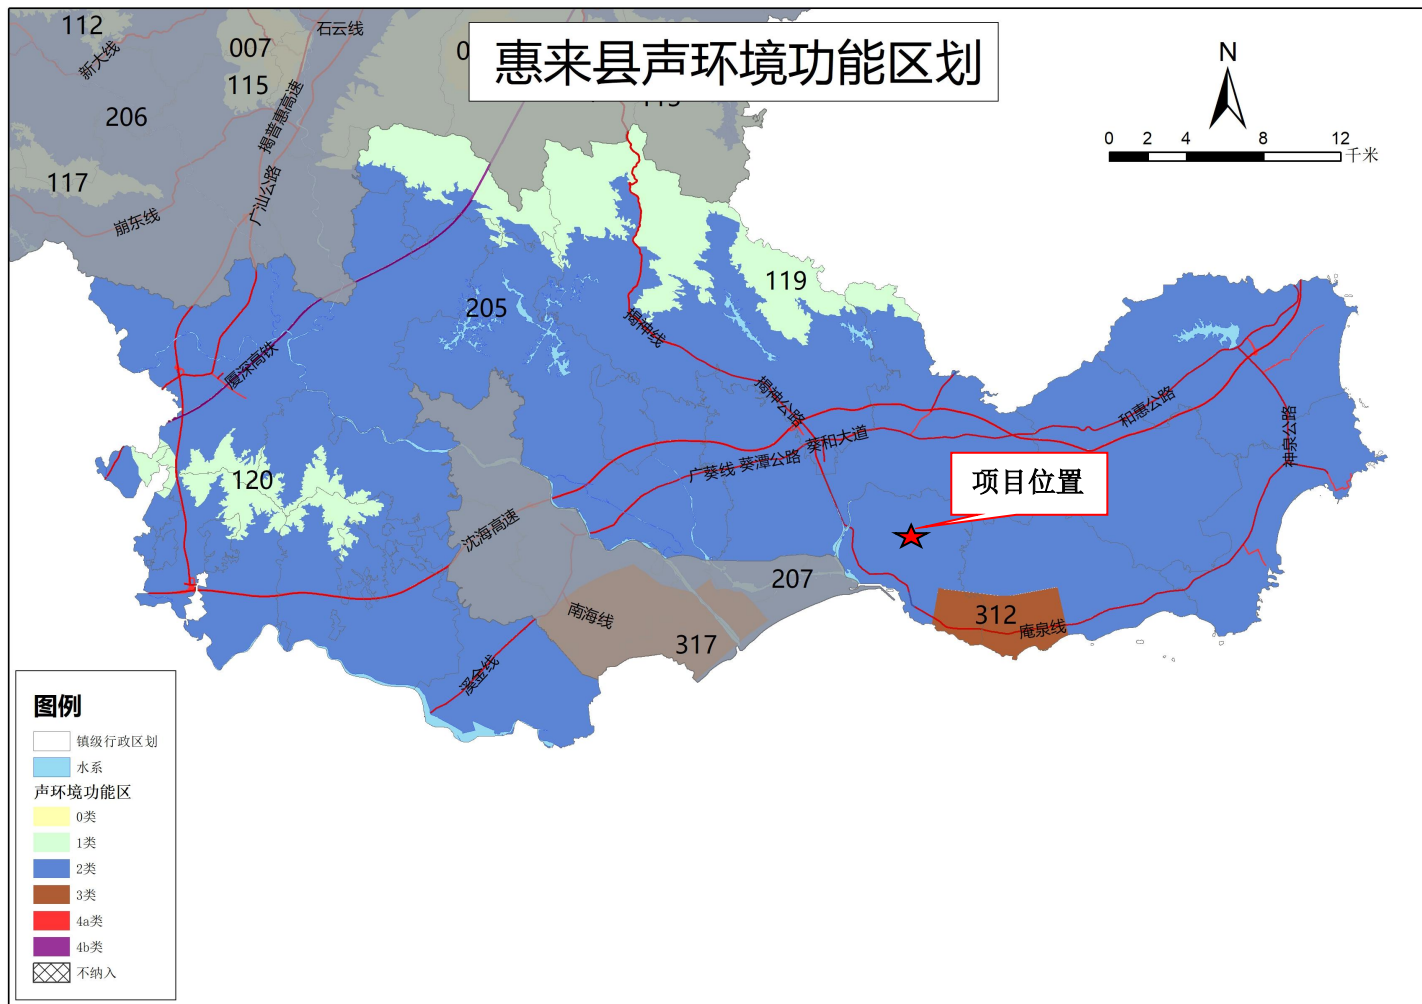 惠来县声环境功能区划
112
新大线
007
石云线
115
206
揭普惠高速
117
崩东线
广汕公路
N
0 2 4 8 12
千米
119
205
揭神线
厦深高铁
揭神公路
和惠公路
神泉公路
葵和大道
广葵线 葵潭公路
120
项目位置
沈海高速
207
南海线
312
庵泉线
317
溪金线
图例
镇级行政区划
水系
声环境功能区
0类
1类
2类
3类
4a类
4b类
不纳入